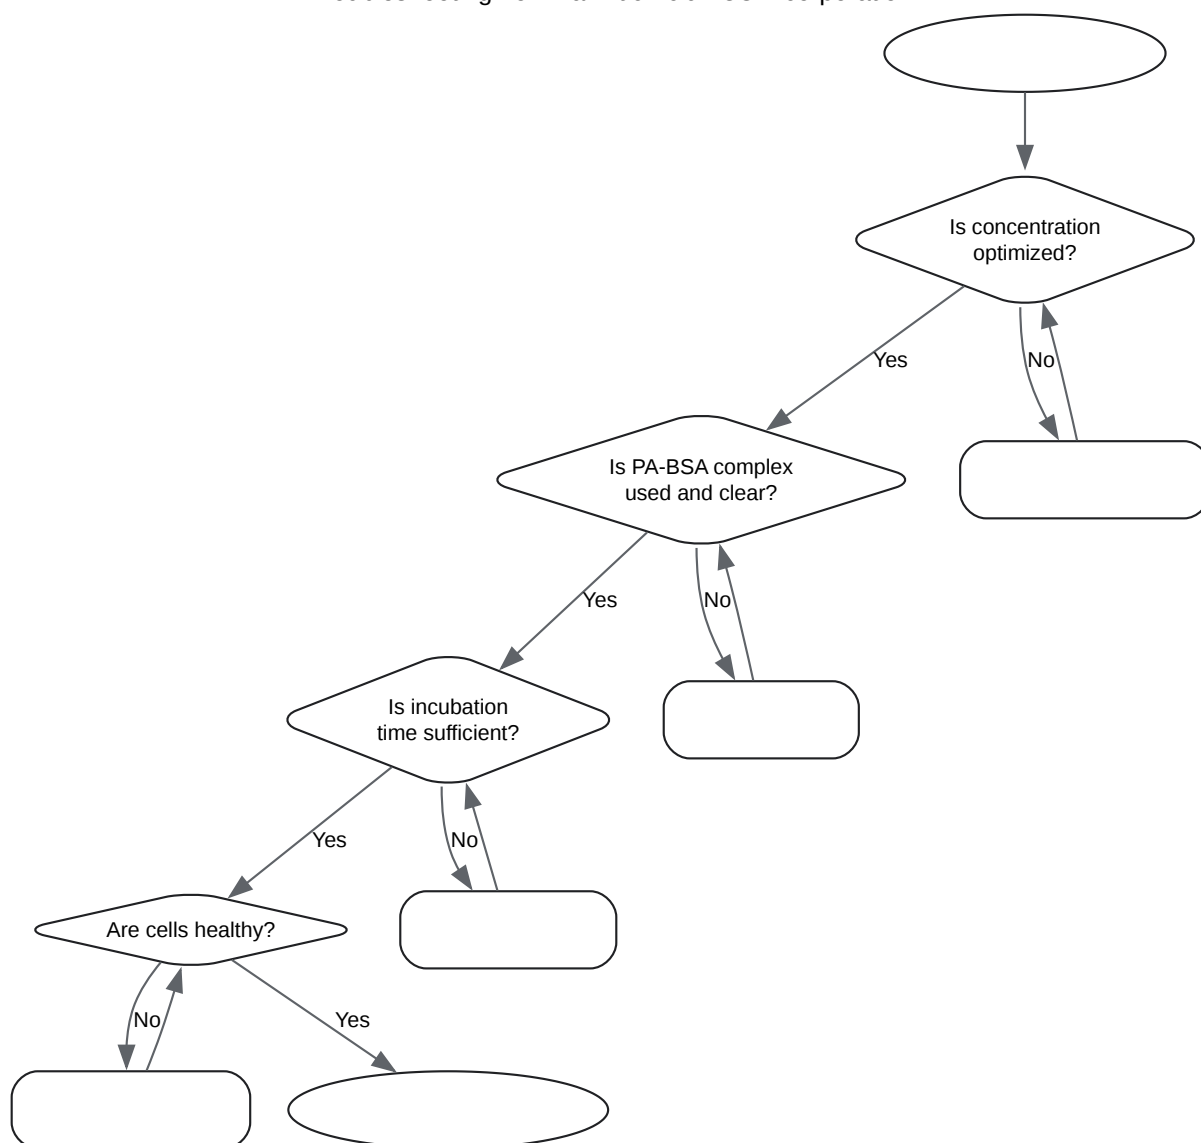 Is concentration
optimized?
Yes
No
Is PA-BSA complex
used and clear?
Yes
No
Is incubation
time sufficient?
Yes
No
Are cells healthy?
No
Yes